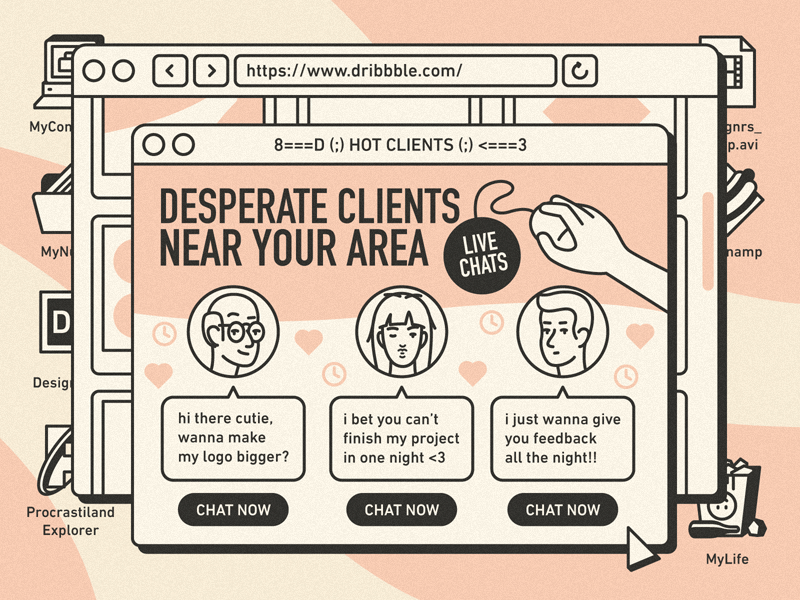 https://www.dribbble.com/
8===D (;) HOT CLIENTS (;) <===3
DESPERATE CLIENTS
NEAR YOUR AREA
LIVE
CHATS
hi there cutie,
wanna make
my logo bigger?
i bet you can't
finish my project
in one night <3
i just wanna give
you feedback
all the night!!
CHAT NOW
CHAT NOW
CHAT NOW
MyCom
MyNu
D
Design
Procrastiland
Explorer
gnrs_
p.avi
namp
MyLife